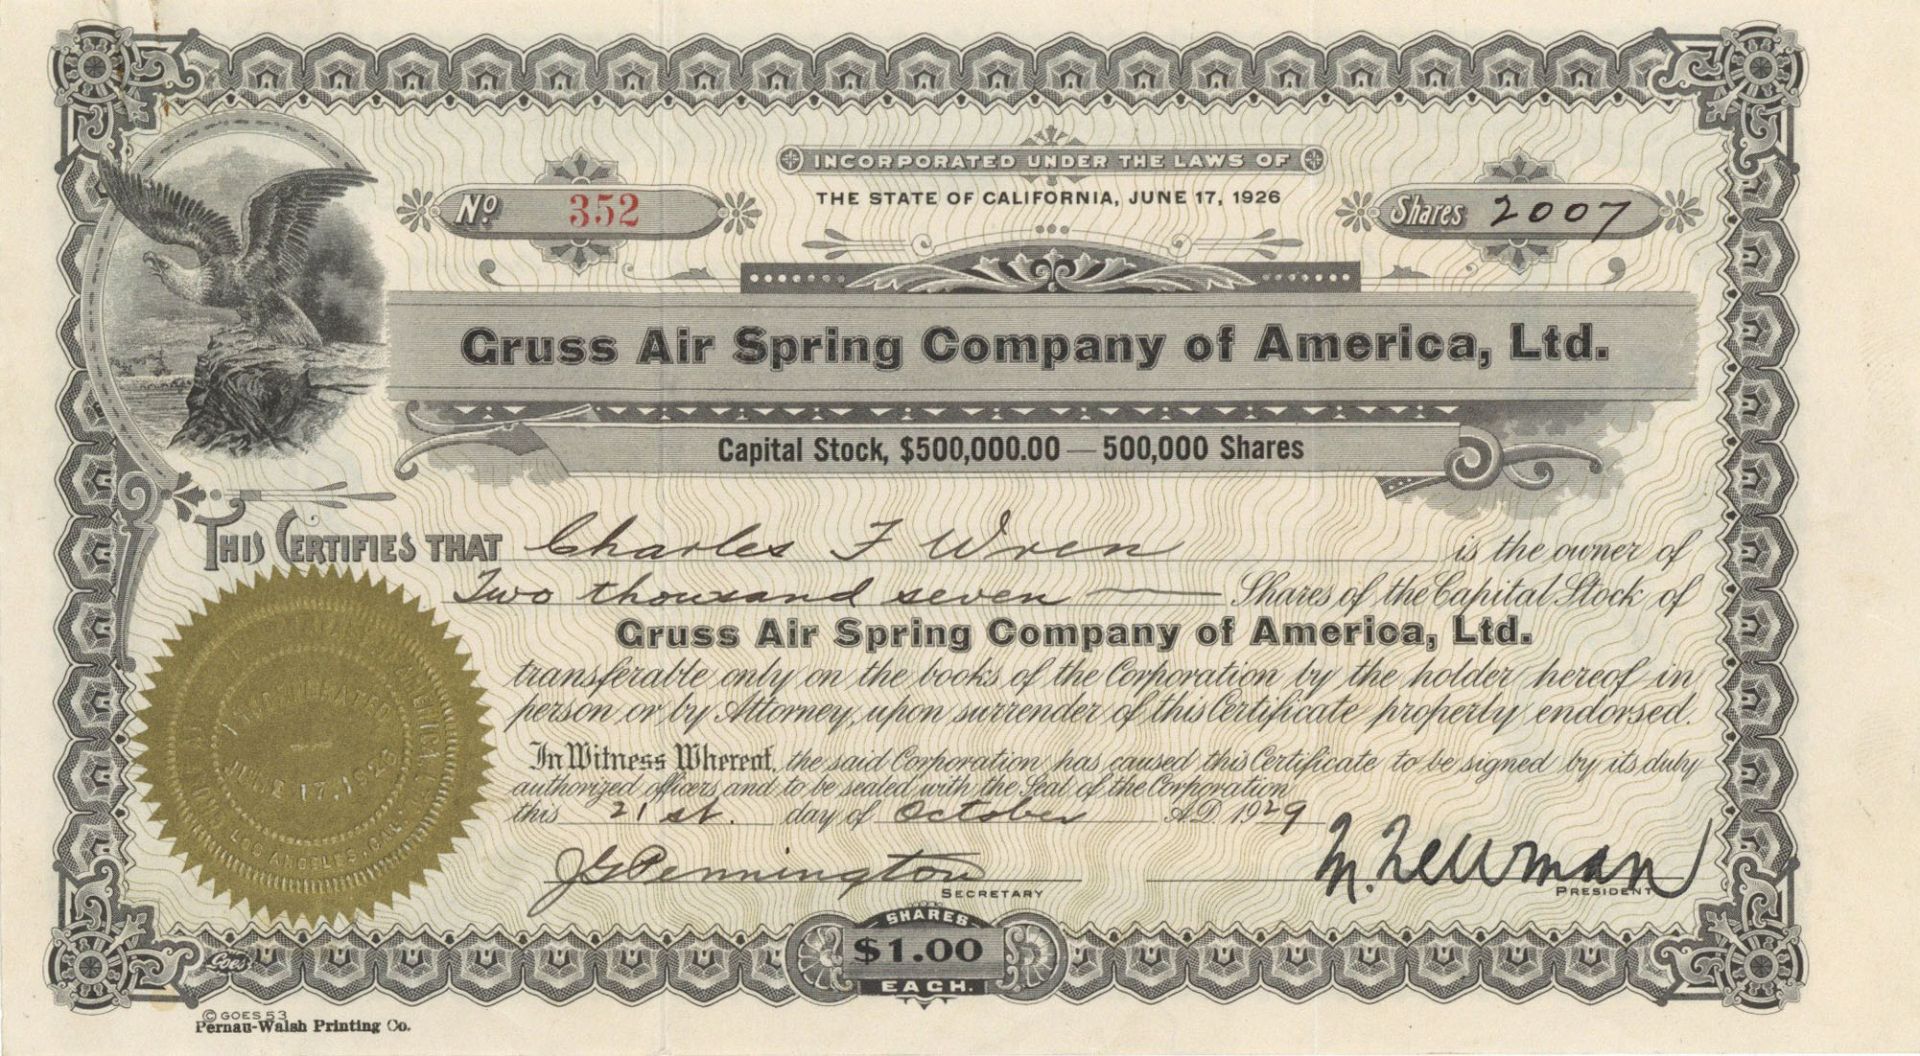 INCORPORATED UNDER THE LAWS OF
THE STATE OF CALIFORNIA, JUNE 17, 1926
No 352
Shares 2007
Gruss Air Spring Company of America, Ltd.
Capital Stock, $500,000.00 — 500,000 Shares
THIS CERTIFIES THAT Charles F Wren is the owner of
Two thousand seven — Shares of the Capital Stock of
Gruss Air Spring Company of America, Ltd.
transferable only on the books of the Corporation by the holder hereof in
person or by Attorney, upon surrender of this Certificate properly endorsed.
In Witness Whereof, the said Corporation has caused this Certificate to be signed by its duly
authorized officers and to be sealed with the Seal of the Corporation
this 21st. day of October A.D. 1929
J G Pennington
SECRETARY
M. Newman
PRESIDENT
INCORPORATED
JUNE 17, 1926
AMERICA
LOS ANGELES, CAL.
SHARES
$1.00
EACH.
Goes
© GOES 53
Pernau-Walsh Printing Co.